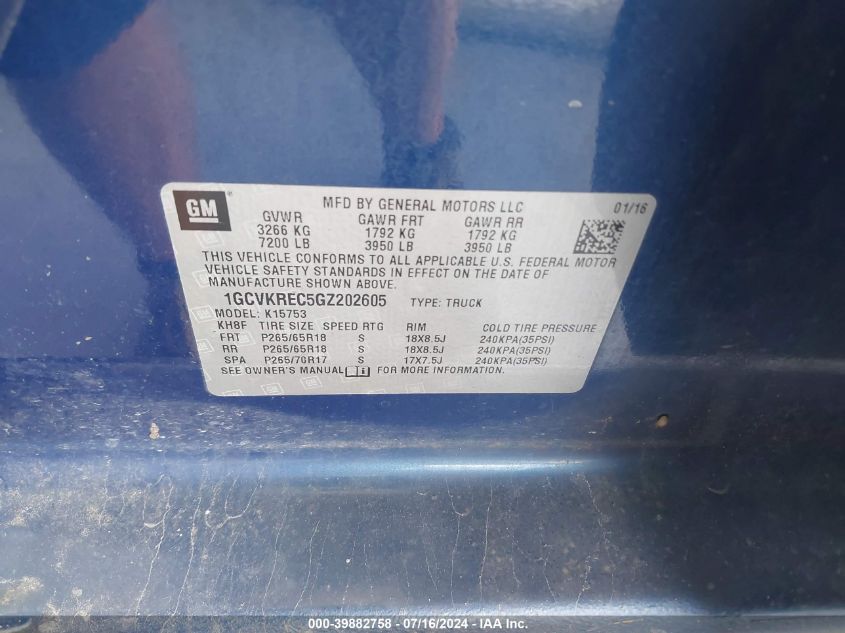 GM ® MFD BY GENERAL MOTORS LLC 01/16
GVWR GAWR FRT GAWR RR
3266 KG 1792 KG 1792 KG
7200 LB 3950 LB 3950 LB
THIS VEHICLE CONFORMS TO ALL APPLICABLE U.S. FEDERAL MOTOR
VEHICLE SAFETY STANDARDS IN EFFECT ON THE DATE OF
MANUFACTURE SHOWN ABOVE.
1GCVKREC5GZ202605 TYPE: TRUCK
MODEL: K15753
KH8F TIRE SIZE SPEED RTG RIM COLD TIRE PRESSURE
FRT P265/65R18 S 18X8.5J 240KPA(35PSI)
RR P265/65R18 S 18X8.5J 240KPA(35PSI)
SPA P265/70R17 S 17X7.5J 240KPA(35PSI)
SEE OWNER'S MANUAL FOR MORE INFORMATION.
000-39882758 - 07/16/2024 - IAAI.com